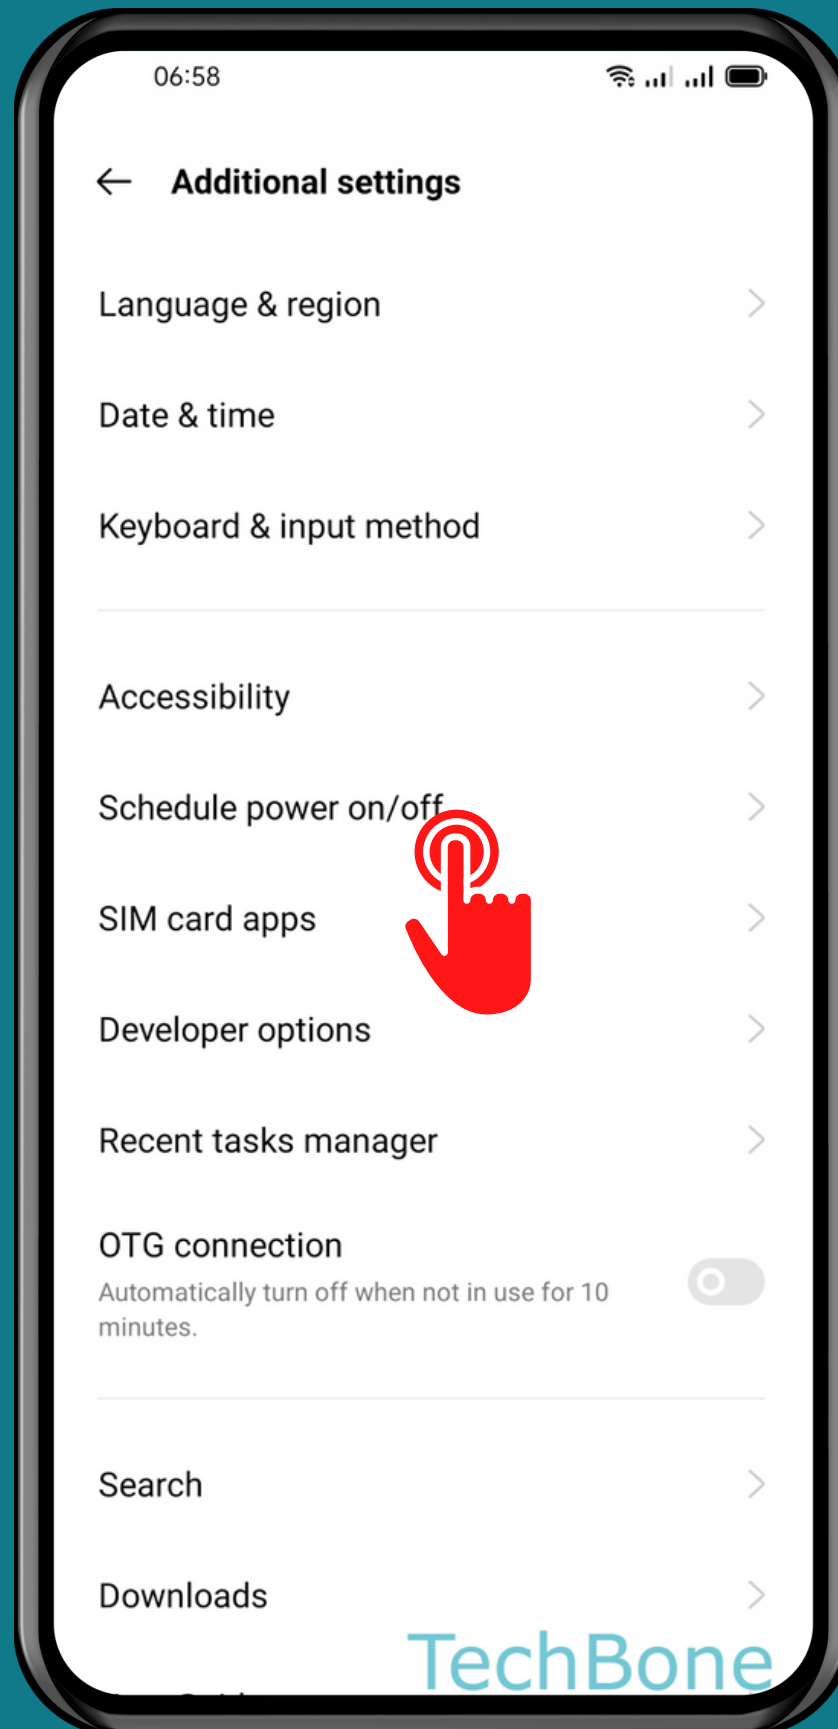 06:58
Additional settings
Language & region
Date & time
Keyboard & input method
Accessibility
Schedule power on/off
SIM card apps
Developer options
Recent tasks manager
OTG connection
Automatically turn off when not in use for 10
minutes.
Search
Downloads
TechBone